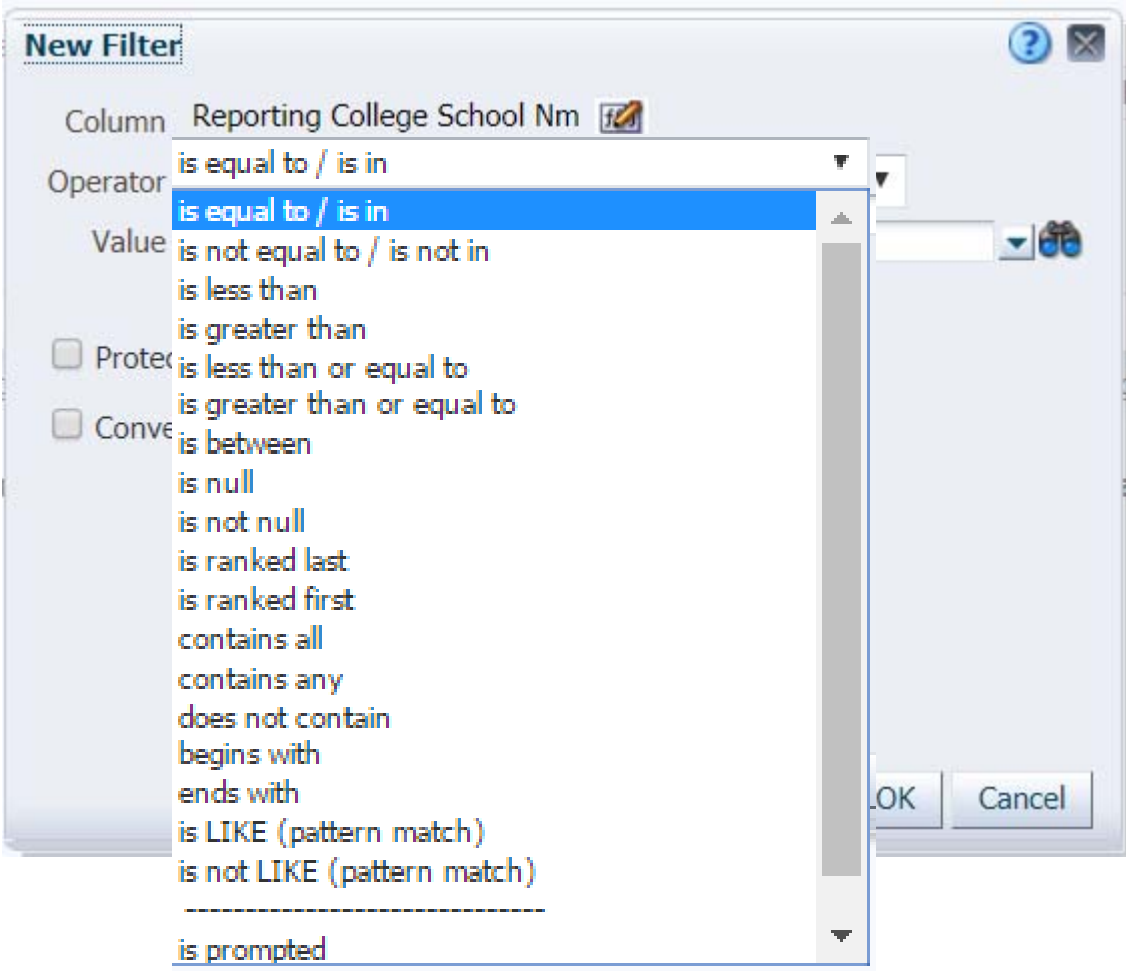 New Filter
Column Reporting College School Nm
is equal to / is in
Operator
is equal to / is in
Value
is not equal to / is not in
is less than
is greater than
Protec
is less than or equal to
is greater than or equal to
Conve
is between
is null
is not null
is ranked last
is ranked first
contains all
contains any
does not contain
begins with
ends with
OK Cancel
is LIKE (pattern match)
is not LIKE (pattern match)
------------------------------
is prompted